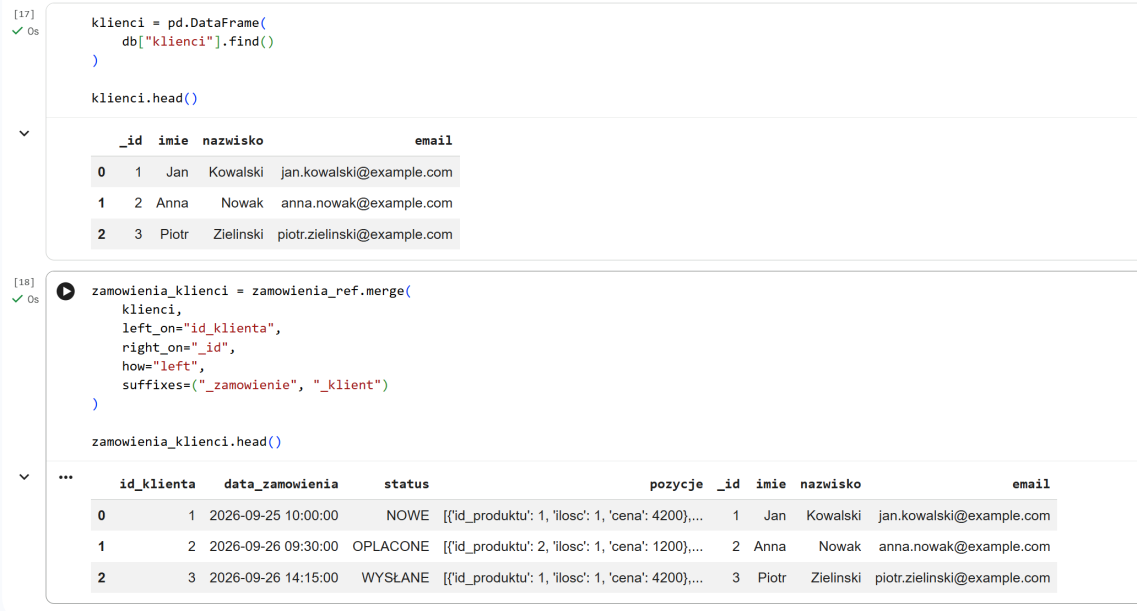 [17]
0s
klienci = pd.DataFrame(
db["klienci"].find()
)
klienci.head()
_id imie nazwisko email
0 1 Jan Kowalski jan.kowalski@example.com
1 2 Anna Nowak anna.nowak@example.com
2 3 Piotr Zielinski piotr.zielinski@example.com
[18]
0s
zamowienia_klienci = zamowienia_ref.merge(
klienci,
left_on="id_klienta",
right_on="_id",
how="left",
suffixes=("_zamowienie", "_klient")
)
zamowienia_klienci.head()
id_klienta data_zamowienia status pozycje _id imie nazwisko email
0 1 2026-09-25 10:00:00 NOWE [{'id_produktu': 1, 'ilosc': 1, 'cena': 4200},... 1 Jan Kowalski jan.kowalski@example.com
1 2 2026-09-26 09:30:00 OPLACONE [{'id_produktu': 2, 'ilosc': 1, 'cena': 1200},... 2 Anna Nowak anna.nowak@example.com
2 3 2026-09-26 14:15:00 WYSŁANE [{'id_produktu': 1, 'ilosc': 1, 'cena': 4200},... 3 Piotr Zielinski piotr.zielinski@example.com